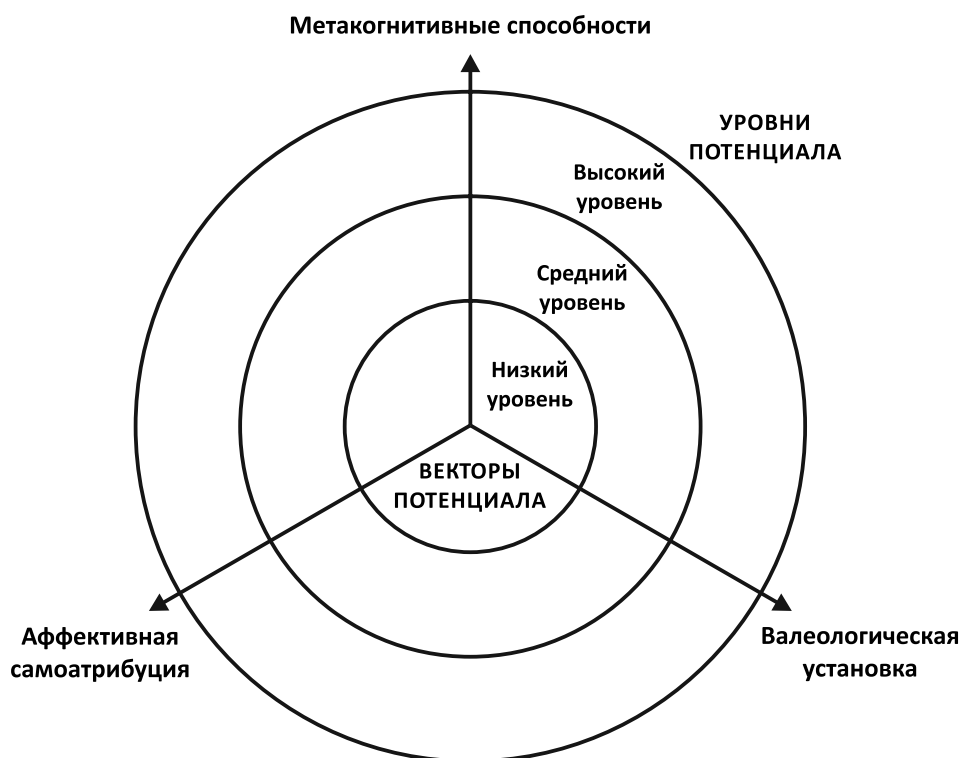 Метакогнитивные способности
УРОВНИ
ПОТЕНЦИАЛА
Высокий
уровень
Средний
уровень
Низкий
уровень
ВЕКТОРЫ
ПОТЕНЦИАЛА
Аффективная
самоатрибуция
Валеологическая
установка